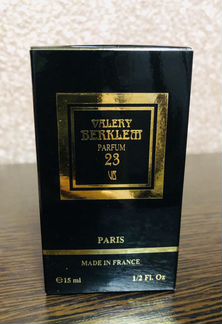 VALERY
BERKLEM
PARFUM
23
VB
PARIS
MADE IN FRANCE
℮15 ml 1/2 Fl. Oz